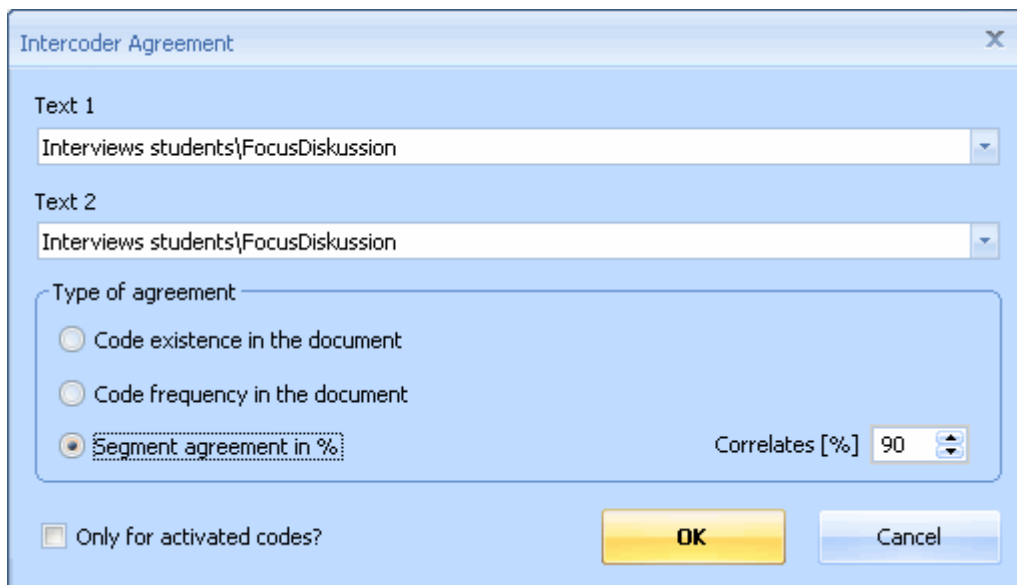 Intercoder Agreement
Text 1
Interviews students\FocusDiskussion
Text 2
Interviews students\FocusDiskussion
Type of agreement
Code existence in the document
Code frequency in the document
Segment agreement in % Correlates [%] 90
Only for activated codes? OK Cancel